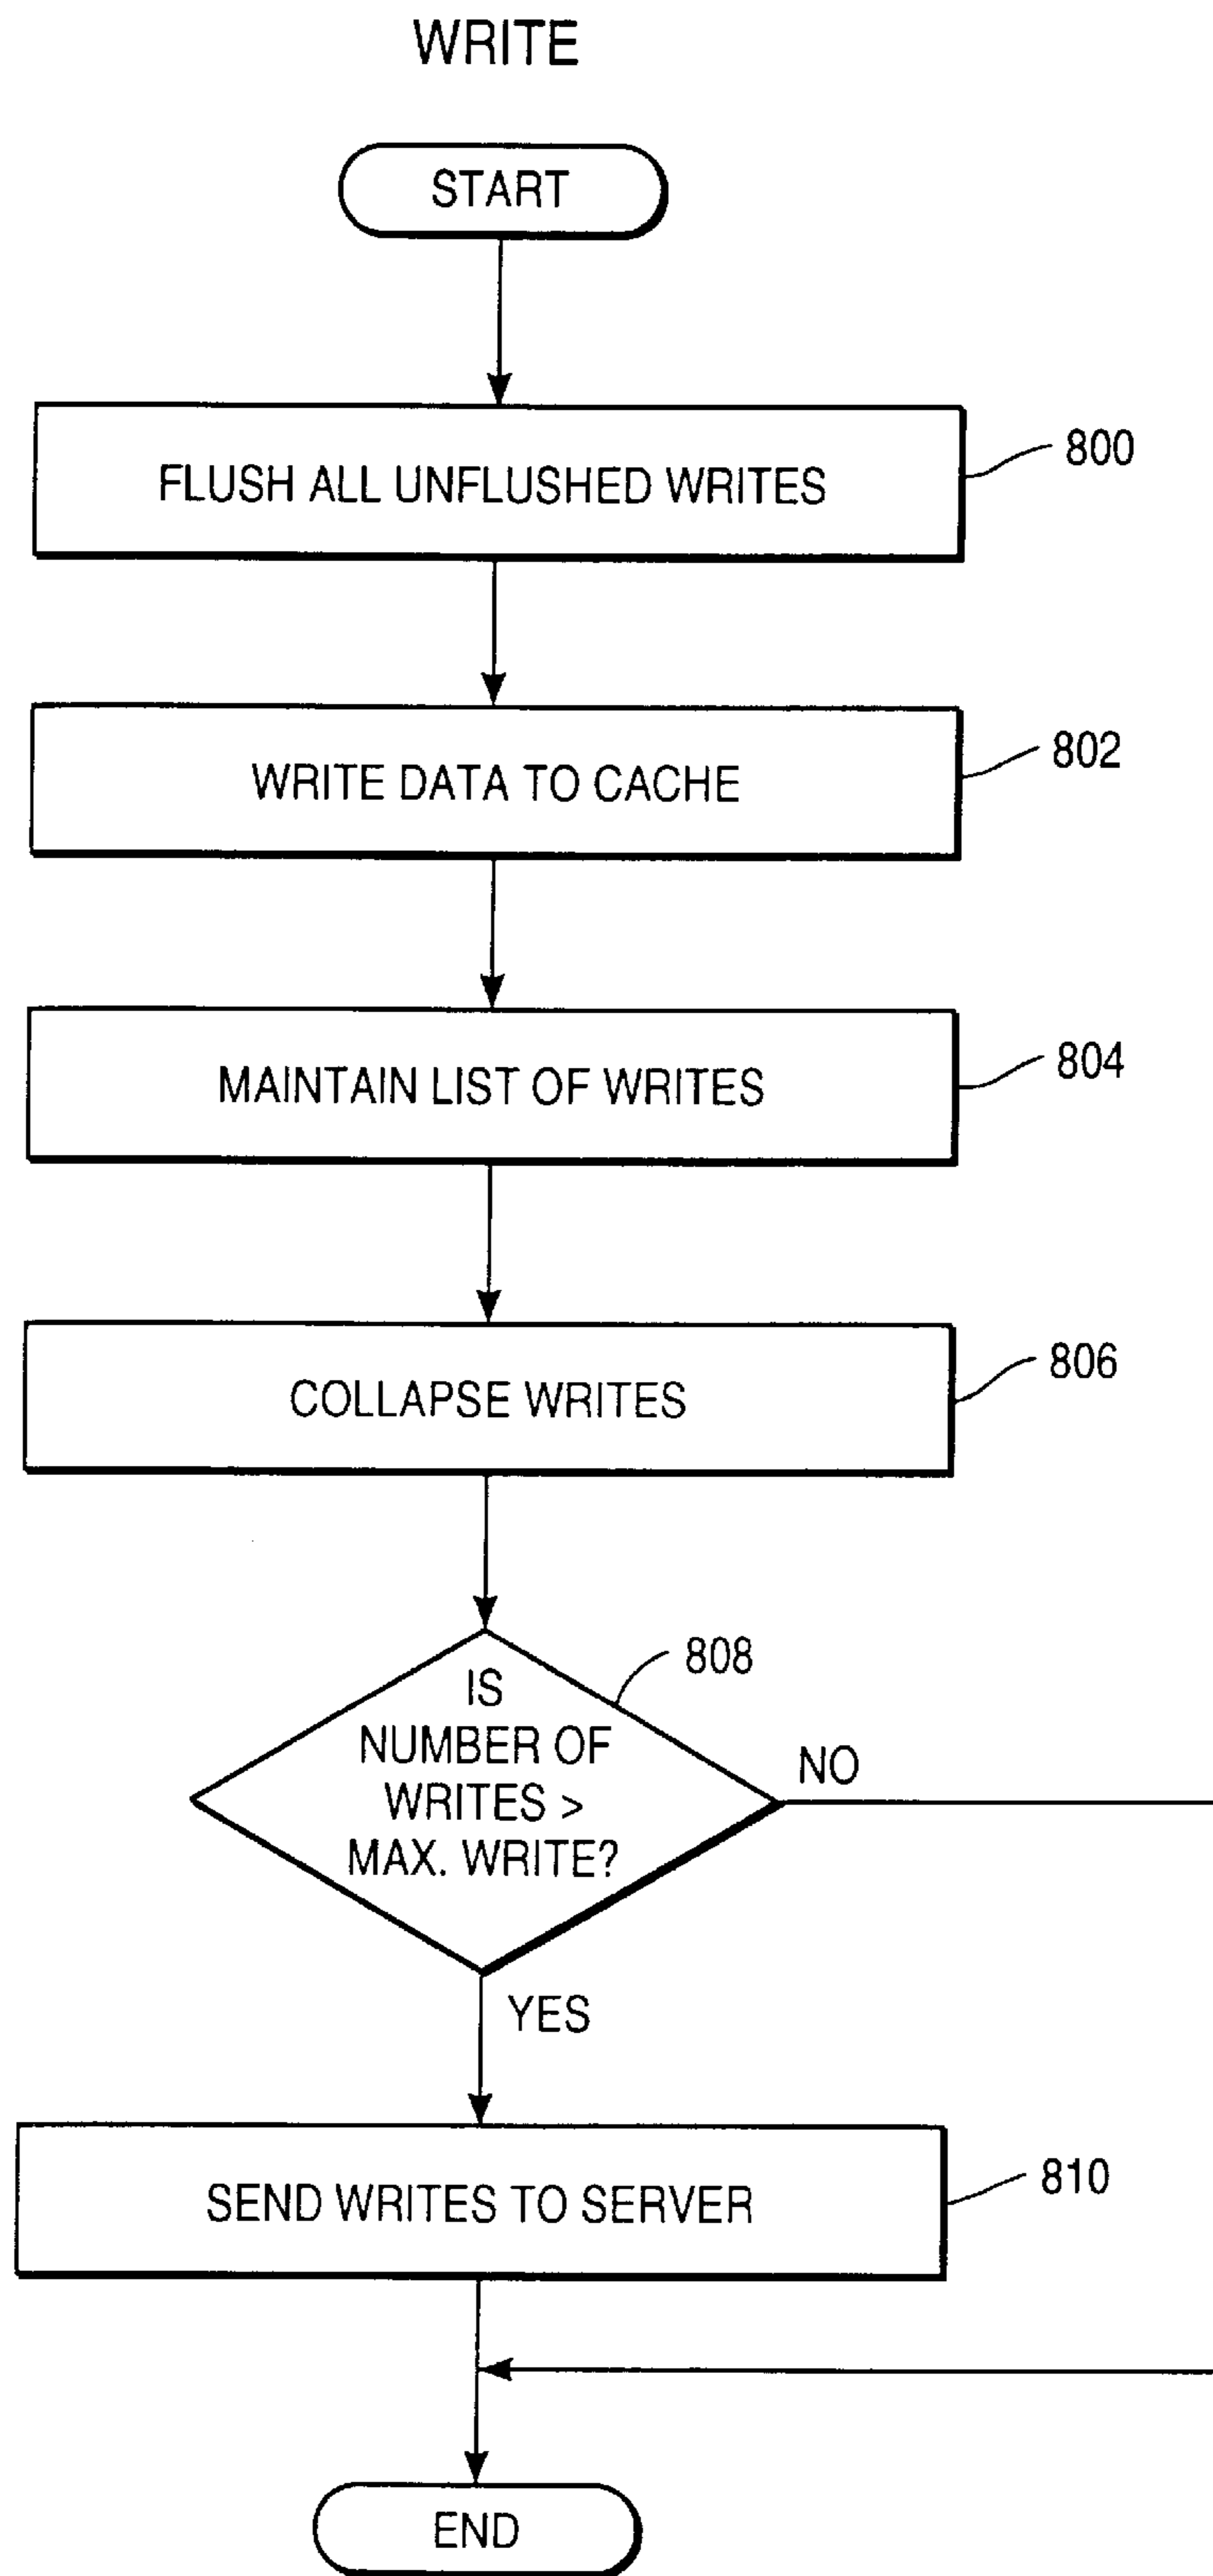 WRITE
START
FLUSH ALL UNFLUSHED WRITES
800
WRITE DATA TO CACHE
802
MAINTAIN LIST OF WRITES
804
COLLAPSE WRITES
806
808
IS
NUMBER OF
WRITES >
MAX. WRITE?
NO
YES
SEND WRITES TO SERVER
810
END